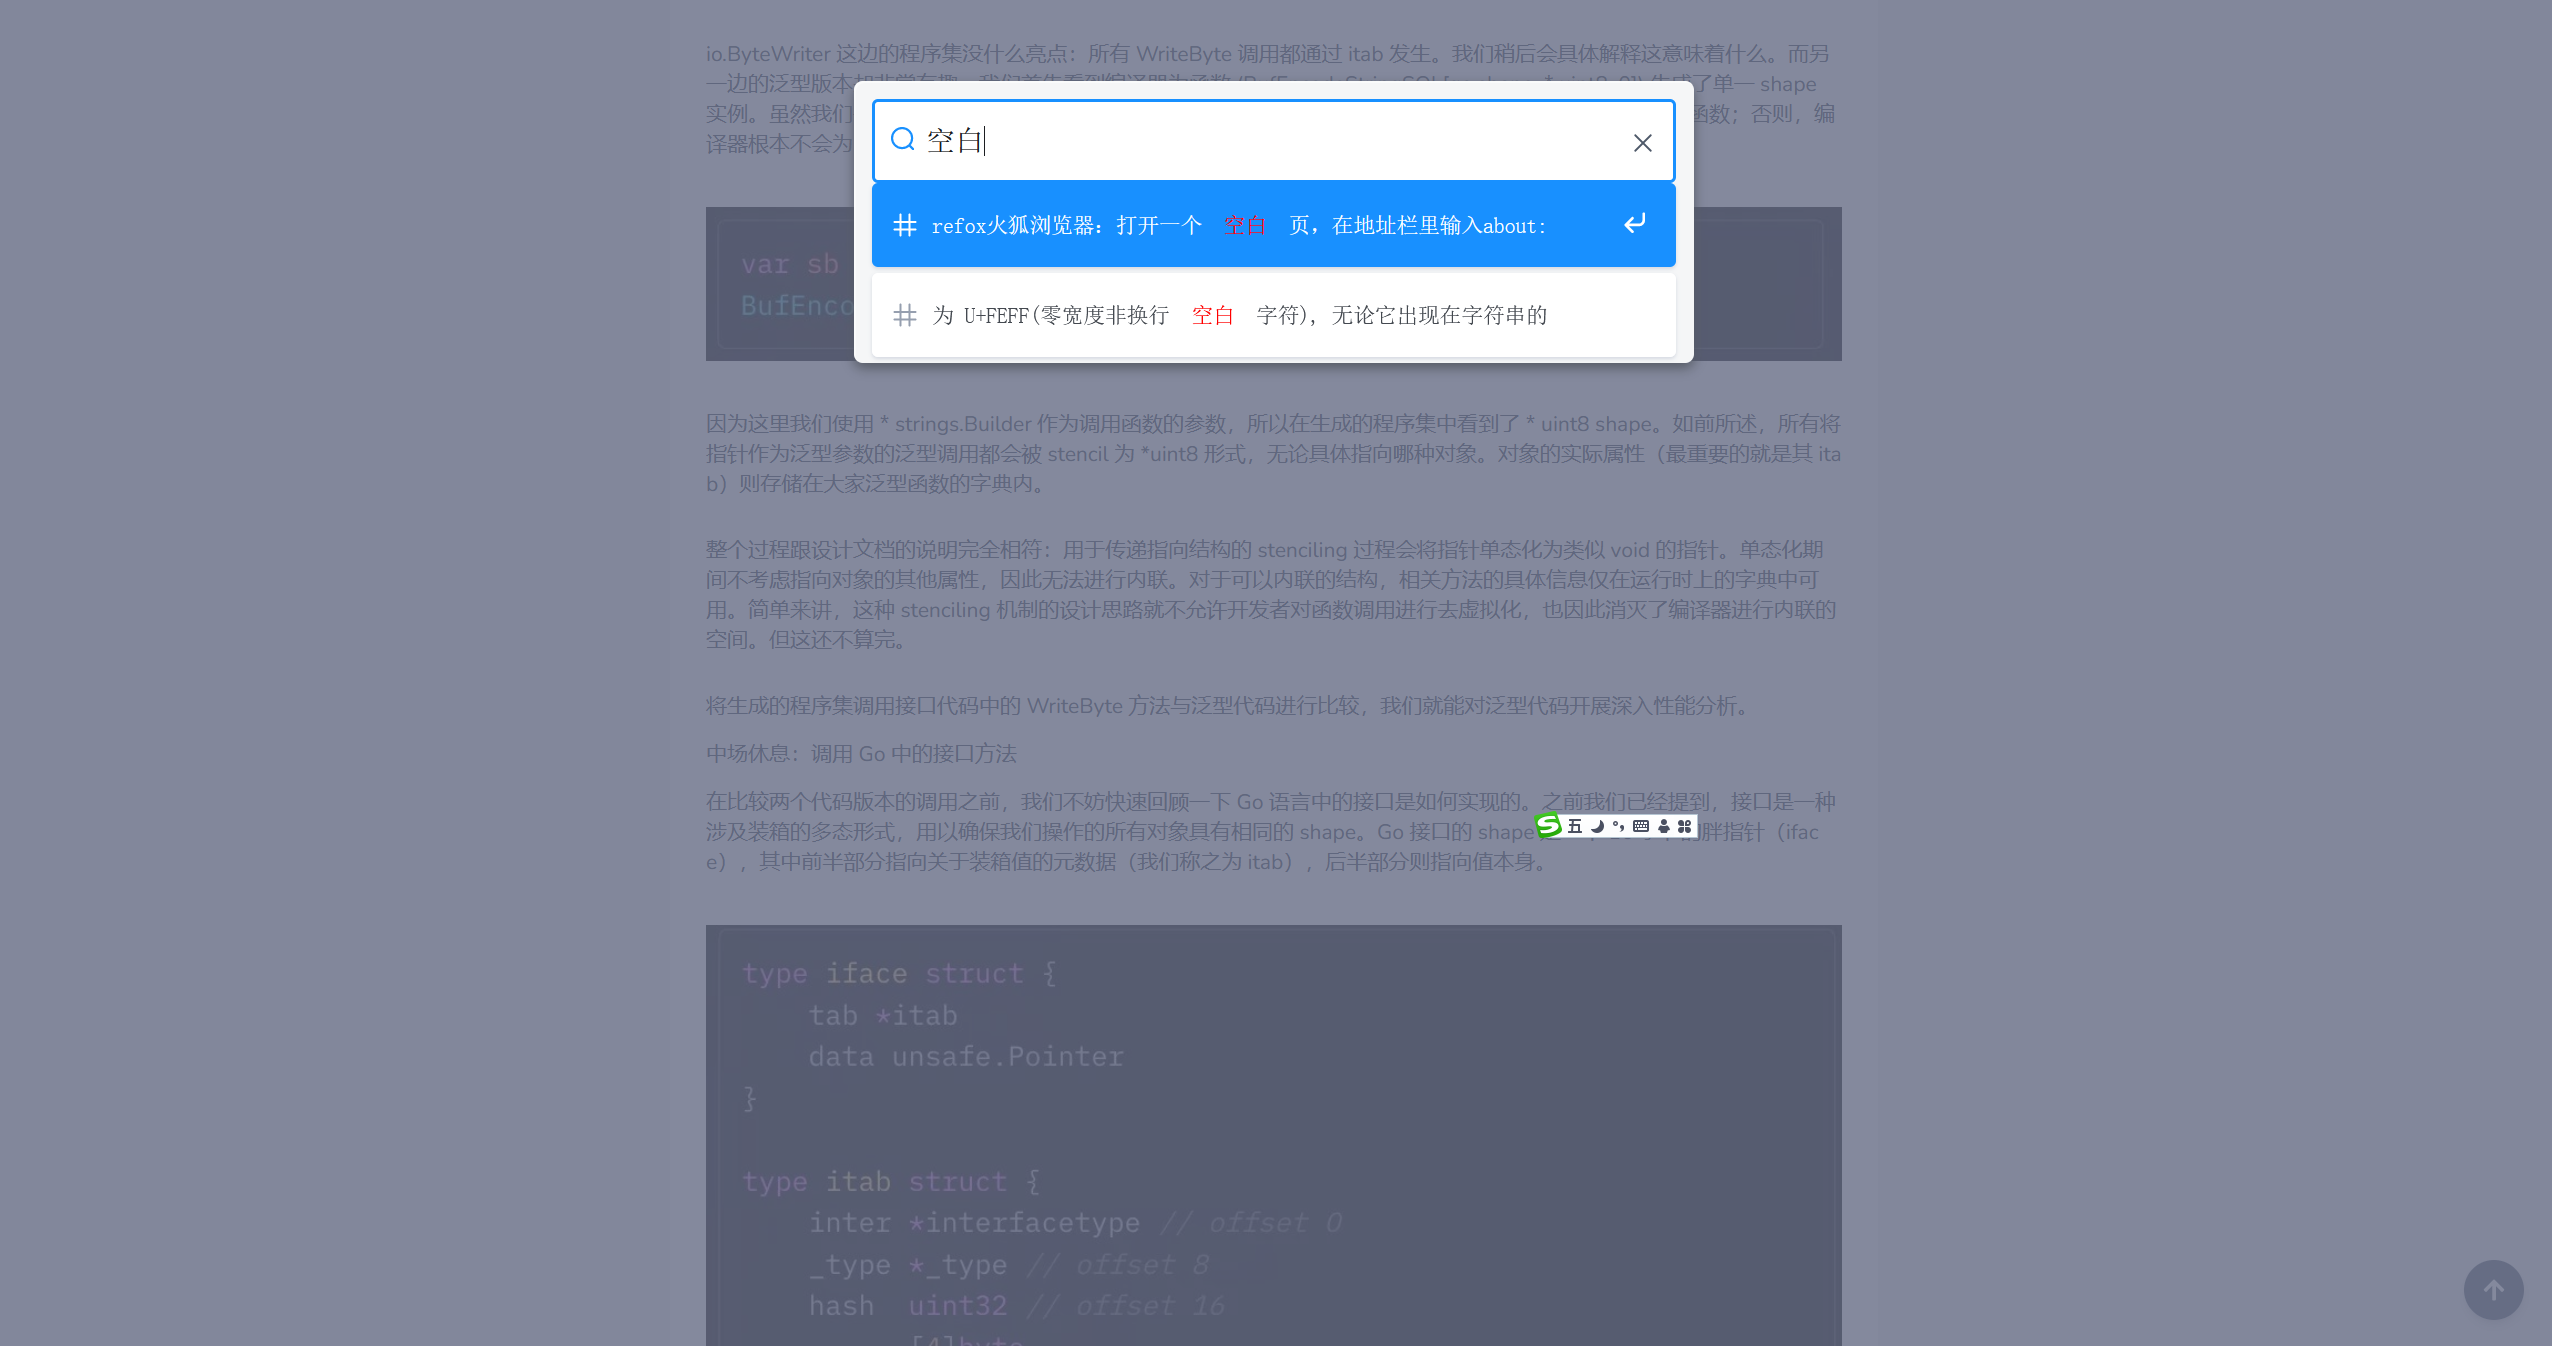 io.ByteWriter 这边的程序集没什么亮点：所有 WriteByte 调用都通过 itab 发生。我们稍后会具体解释这意味着什么。而另
一边的泛型版本 了单一 shape
实例。虽然我们 函数；否则，编
译器根本不会为
空白
refox火狐浏览器：打开一个 空白 页，在地址栏里输入about:
为 U+FEFF(零宽度非换行 空白 字符)，无论它出现在字符串的
var sb
BufEnco
因为这里我们使用 * strings.Builder 作为调用函数的参数，所以在生成的程序集中看到了 * uint8 shape。如前所述，所有将
指针作为泛型参数的泛型调用都会被 stencil 为 *uint8 形式，无论具体指向哪种对象。对象的实际属性（最重要的就是其 ita
b）则存储在大家泛型函数的字典内。
整个过程跟设计文档的说明完全相符：用于传递指向结构的 stenciling 过程会将指针单态化为类似 void 的指针。单态化期
间不考虑指向对象的其他属性，因此无法进行内联。对于可以内联的结构，相关方法的具体信息仅在运行时上的字典中可
用。简单来讲，这种 stenciling 机制的设计思路就不允许开发者对函数调用进行去虚拟化，也因此消灭了编译器进行内联的
空间。但这还不算完。
将生成的程序集调用接口代码中的 WriteByte 方法与泛型代码进行比较，我们就能对泛型代码开展深入性能分析。
中场休息：调用 Go 中的接口方法
在比较两个代码版本的调用之前，我们不妨快速回顾一下 Go 语言中的接口是如何实现的。之前我们已经提到，接口是一种
涉及装箱的多态形式，用以确保我们操作的所有对象具有相同的 shape。Go 接口的 shape 胖指针（ifac
五
e），其中前半部分指向关于装箱值的元数据（我们称之为 itab），后半部分则指向值本身。
type iface struct {
tab *itab
data unsafe.Pointer
}
type itab struct {
inter *interfacetype // offset 0
_type *_type // offset 8
hash uint32 // offset 16
[4]byte